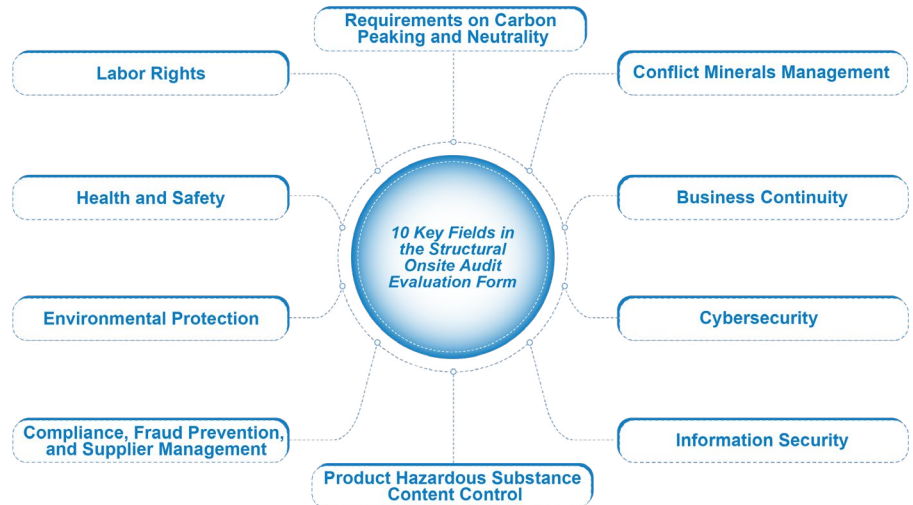 Requirements on Carbon
Peaking and Neutrality
Labor Rights
Conflict Minerals Management
Health and Safety
Business Continuity
10 Key Fields in
the Structural
Onsite Audit
Evaluation Form
Environmental Protection
Cybersecurity
Compliance, Fraud Prevention,
and Supplier Management
Information Security
Product Hazardous Substance
Content Control